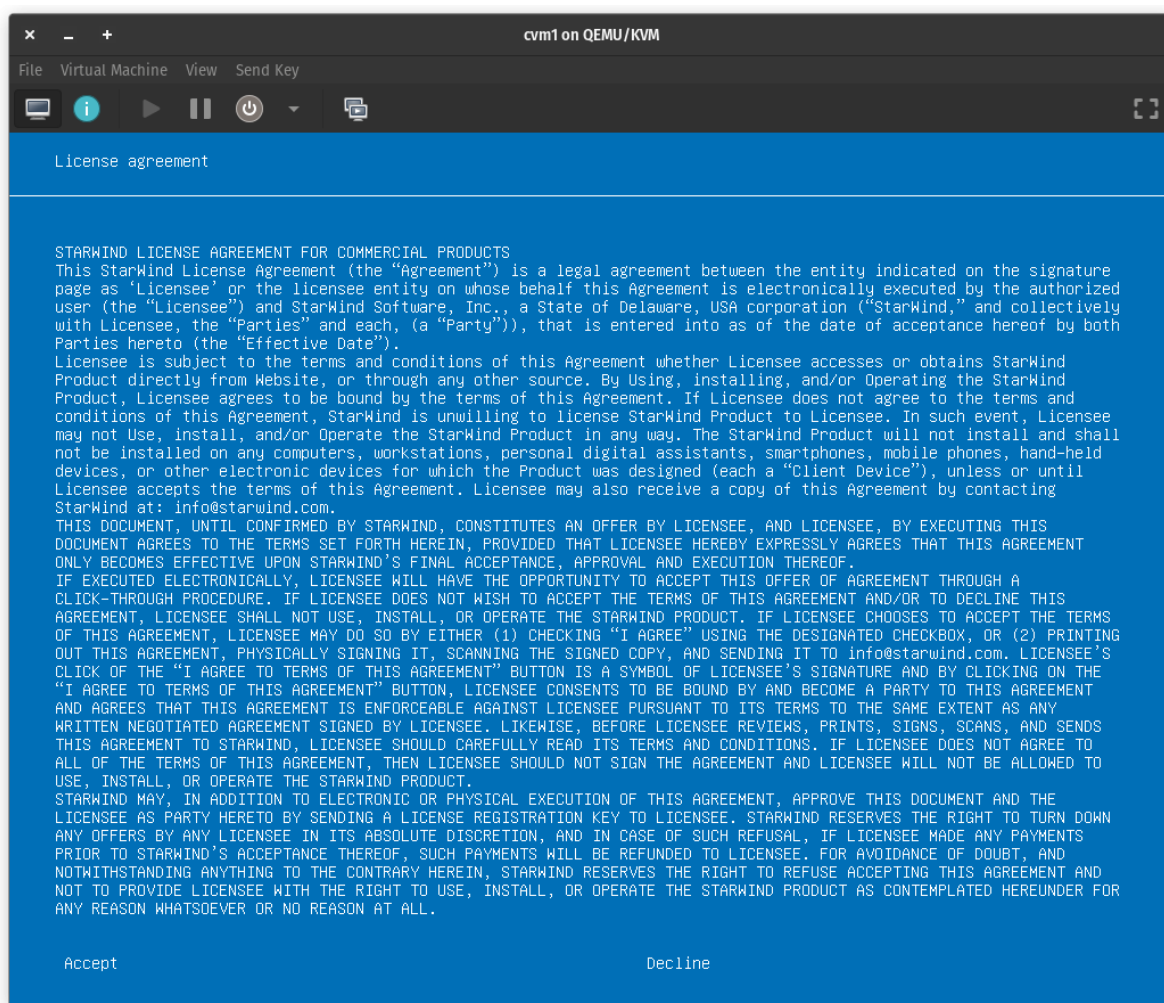 cvm1 on QEMU/KVM
File Virtual Machine View Send Key
License agreement
STARWIND LICENSE AGREEMENT FOR COMMERCIAL PRODUCTS
This StarWind License Agreement (the “Agreement”) is a legal agreement between the entity indicated on the signature
page as ‘Licensee’ or the licensee entity on whose behalf this Agreement is electronically executed by the authorized
user (the “Licensee”) and StarWind Software, Inc., a State of Delaware, USA corporation (“StarWind,” and collectively
with Licensee, the “Parties” and each, (a “Party”)), that is entered into as of the date of acceptance hereof by both
Parties hereto (the “Effective Date”).
Licensee is subject to the terms and conditions of this Agreement whether Licensee accesses or obtains StarWind
Product directly from Website, or through any other source. By Using, installing, and/or Operating the StarWind
Product, Licensee agrees to be bound by the terms of this Agreement. If Licensee does not agree to the terms and
conditions of this Agreement, StarWind is unwilling to license StarWind Product to Licensee. In such event, Licensee
may not Use, install, and/or Operate the StarWind Product in any way. The StarWind Product will not install and shall
not be installed on any computers, workstations, personal digital assistants, smartphones, mobile phones, hand-held
devices, or other electronic devices for which the Product was designed (each a “Client Device”), unless or until
Licensee accepts the terms of this Agreement. Licensee may also receive a copy of this Agreement by contacting
StarWind at: info@starwind.com.
THIS DOCUMENT, UNTIL CONFIRMED BY STARWIND, CONSTITUTES AN OFFER BY LICENSEE, AND LICENSEE, BY EXECUTING THIS
DOCUMENT AGREES TO THE TERMS SET FORTH HEREIN, PROVIDED THAT LICENSEE HEREBY EXPRESSLY AGREES THAT THIS AGREEMENT
ONLY BECOMES EFFECTIVE UPON STARWIND’S FINAL ACCEPTANCE, APPROVAL AND EXECUTION THEREOF.
IF EXECUTED ELECTRONICALLY, LICENSEE WILL HAVE THE OPPORTUNITY TO ACCEPT THIS OFFER OF AGREEMENT THROUGH A
CLICK-THROUGH PROCEDURE. IF LICENSEE DOES NOT WISH TO ACCEPT THE TERMS OF THIS AGREEMENT AND/OR TO DECLINE THIS
AGREEMENT, LICENSEE SHALL NOT USE, INSTALL, OR OPERATE THE STARWIND PRODUCT. IF LICENSEE CHOOSES TO ACCEPT THE TERMS
OF THIS AGREEMENT, LICENSEE MAY DO SO BY EITHER (1) CHECKING “I AGREE” USING THE DESIGNATED CHECKBOX, OR (2) PRINTING
OUT THIS AGREEMENT, PHYSICALLY SIGNING IT, SCANNING THE SIGNED COPY, AND SENDING IT TO info@starwind.com. LICENSEE’S
CLICK OF THE “I AGREE TO TERMS OF THIS AGREEMENT” BUTTON IS A SYMBOL OF LICENSEE’S SIGNATURE AND BY CLICKING ON THE
“I AGREE TO TERMS OF THIS AGREEMENT” BUTTON, LICENSEE CONSENTS TO BE BOUND BY AND BECOME A PARTY TO THIS AGREEMENT
AND AGREES THAT THIS AGREEMENT IS ENFORCEABLE AGAINST LICENSEE PURSUANT TO ITS TERMS TO THE SAME EXTENT AS ANY
WRITTEN NEGOTIATED AGREEMENT SIGNED BY LICENSEE. LIKEWISE, BEFORE LICENSEE REVIEWS, PRINTS, SIGNS, SCANS, AND SENDS
THIS AGREEMENT TO STARWIND, LICENSEE SHOULD CAREFULLY READ ITS TERMS AND CONDITIONS. IF LICENSEE DOES NOT AGREE TO
ALL OF THE TERMS OF THIS AGREEMENT, THEN LICENSEE SHOULD NOT SIGN THE AGREEMENT AND LICENSEE WILL NOT BE ALLOWED TO
USE, INSTALL, OR OPERATE THE STARWIND PRODUCT.
STARWIND MAY, IN ADDITION TO ELECTRONIC OR PHYSICAL EXECUTION OF THIS AGREEMENT, APPROVE THIS DOCUMENT AND THE
LICENSEE AS PARTY HERETO BY SENDING A LICENSE REGISTRATION KEY TO LICENSEE. STARWIND RESERVES THE RIGHT TO TURN DOWN
ANY OFFERS BY ANY LICENSEE IN ITS ABSOLUTE DISCRETION, AND IN CASE OF SUCH REFUSAL, IF LICENSEE MADE ANY PAYMENTS
PRIOR TO STARWIND’S ACCEPTANCE THEREOF, SUCH PAYMENTS WILL BE REFUNDED TO LICENSEE. FOR AVOIDANCE OF DOUBT, AND
NOTWITHSTANDING ANYTHING TO THE CONTRARY HEREIN, STARWIND RESERVES THE RIGHT TO REFUSE ACCEPTING THIS AGREEMENT AND
NOT TO PROVIDE LICENSEE WITH THE RIGHT TO USE, INSTALL, OR OPERATE THE STARWIND PRODUCT AS CONTEMPLATED HEREUNDER FOR
ANY REASON WHATSOEVER OR NO REASON AT ALL.
Accept Decline